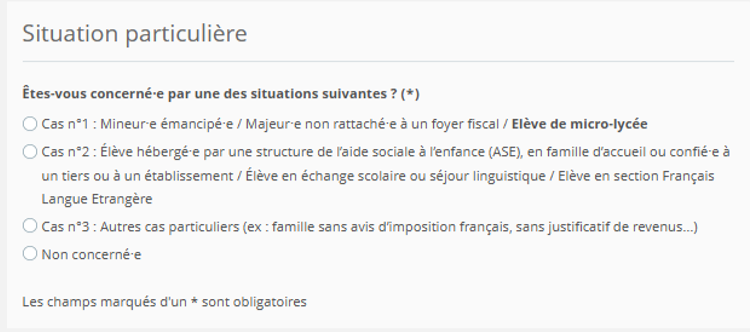 Situation particulière
Êtes-vous concerné·e par une des situations suivantes ? (*)
Cas n°1 : Mineur·e émancipé·e / Majeur·e non rattaché·e à un foyer fiscal / Elève de micro-lycée
Cas n°2 : Élève hébergé·e par une structure de l'aide sociale à l'enfance (ASE), en famille d'accueil ou confié·e à
un tiers ou à un établissement / Élève en échange scolaire ou séjour linguistique / Elève en section Français
Langue Etrangère
Cas n°3 : Autres cas particuliers (ex : famille sans avis d'imposition français, sans justificatif de revenus...)
Non concerné·e
Les champs marqués d'un * sont obligatoires